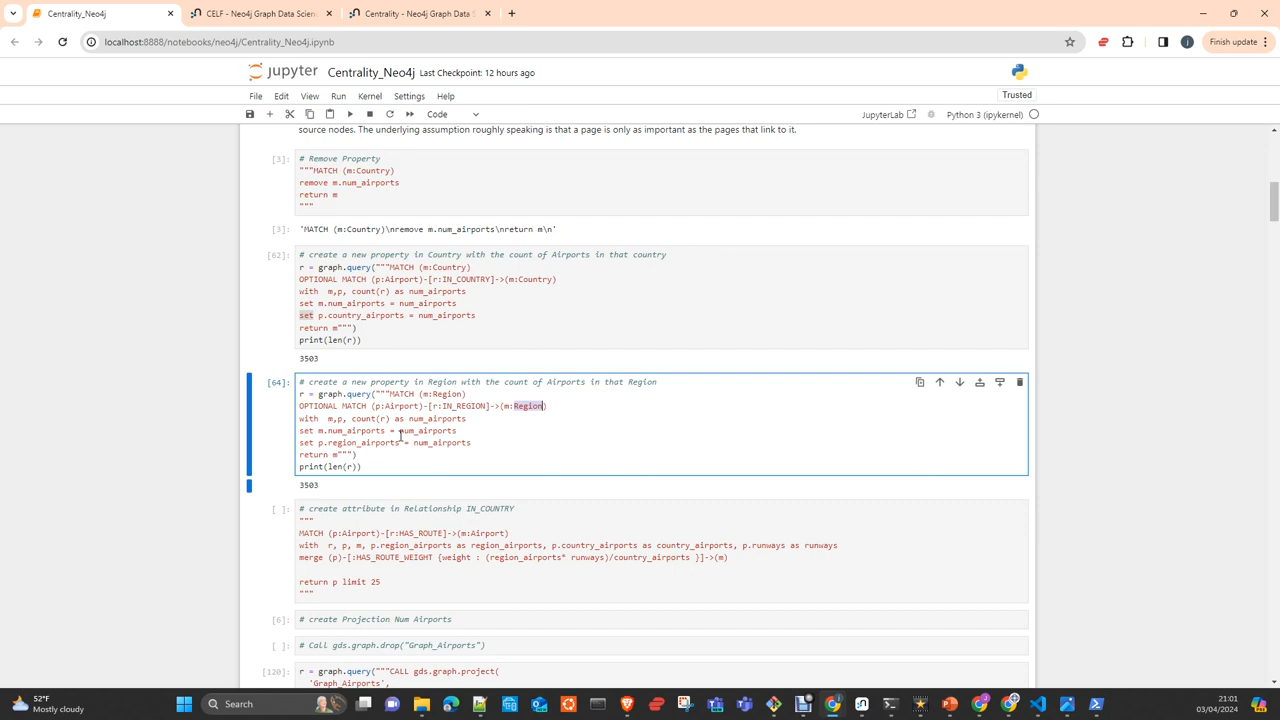 Centrality_Neo4j
CELF - Neo4j Graph Data Scien
Centrality - Neo4j Graph Data S
localhost:8888/notebooks/neo4j/Centrality_Neo4j.ipynb
Finish update
jupyter Centrality_Neo4j Last Checkpoint: 12 hours ago
File Edit View Run Kernel Settings Help
Trusted
Code
JupyterLab
Python 3 (ipykernel)
source nodes. The underlying assumption roughly speaking is that a page is only as important as the pages that link to it.
[3]: # Remove Property
"""MATCH (m:Country)
remove m.num_airports
return m
"""
[3]: 'MATCH (m:Country)\nremove m.num_airports\nreturn m\n'
[62]: # create a new property in Country with the count of Airports in that country
r = graph.query("""MATCH (m:Country)
OPTIONAL MATCH (p:Airport)-[r:IN_COUNTRY]->(m:Country)
with  m,p, count(r) as num_airports
set m.num_airports = num_airports
set p.country_airports = num_airports
return m""")
print(len(r))
3503
[64]: # create a new property in Region with the count of Airports in that Region
r = graph.query("""MATCH (m:Region)
OPTIONAL MATCH (p:Airport)-[r:IN_REGION]->(m:Region)
with  m,p, count(r) as num_airports
set m.num_airports = num_airports
set p.region_airports = num_airports
return m""")
print(len(r))
3503
[ ]: # create attribute in Relationship IN_COUNTRY
"""
MATCH (p:Airport)-[r:HAS_ROUTE]->(m:Airport)
with  r, p, m, p.region_airports as region_airports, p.country_airports as country_airports, p.runways as runways
merge (p)-[:HAS_ROUTE_WEIGHT {weight : (region_airports* runways)/country_airports }]->(m)
return p limit 25
"""
[6]: # create Projection Num Airports
[ ]: # Call gds.graph.drop("Graph_Airports")
[120]: r = graph.query("""CALL gds.graph.project(
'Graph_Airports',
52°F
Mostly cloudy
Search
21:01
03/04/2024